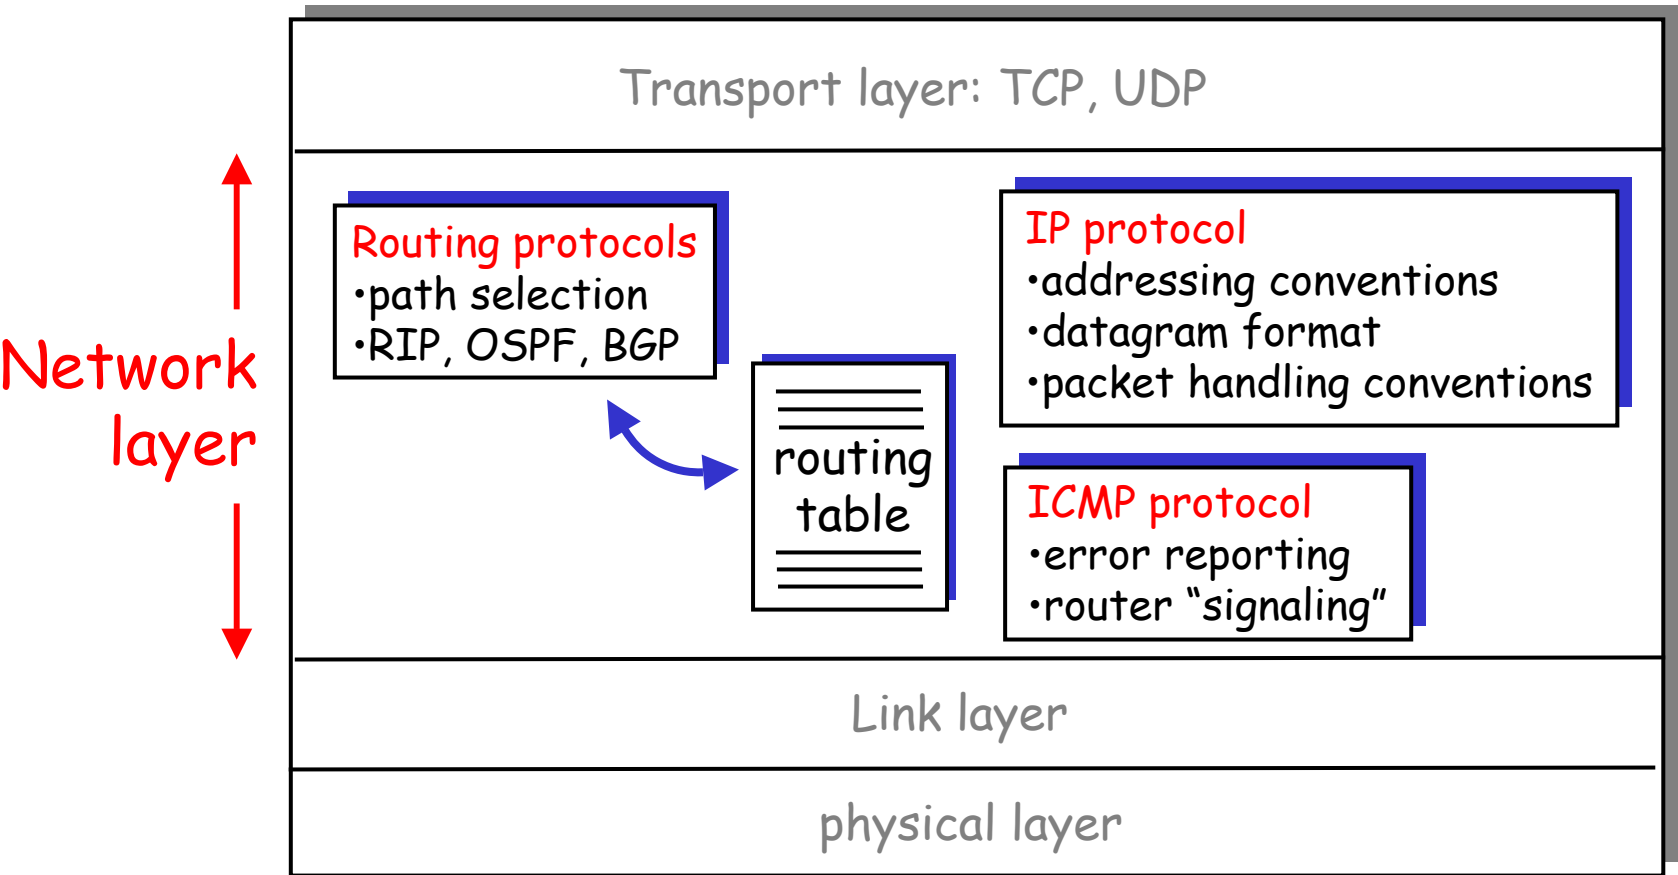 Transport layer: TCP, UDP
Network
layer
Routing protocols
•path selection
•RIP, OSPF, BGP
routing
table
IP protocol
•addressing conventions
•datagram format
•packet handling conventions
ICMP protocol
•error reporting
•router “signaling”
Link layer
physical layer